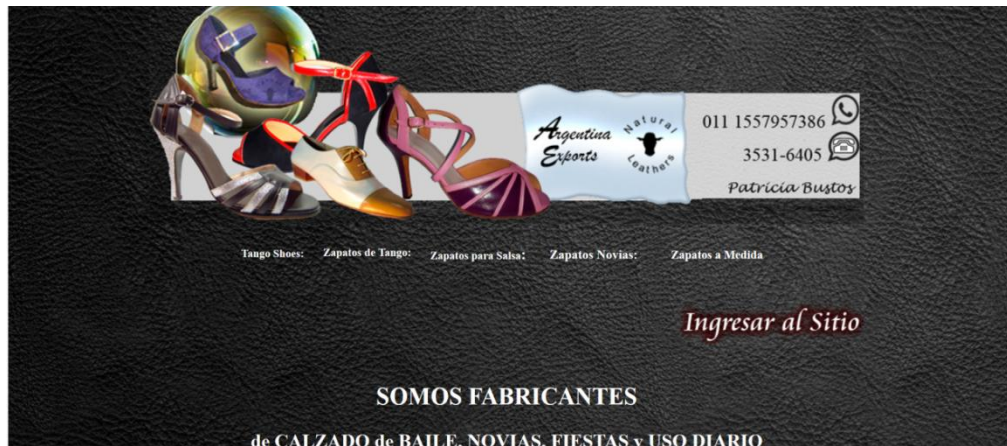 Argentina
Exports
Natural
Leathers
011 1557957386
3531-6405
Patricia Bustos
Tango Shoes: Zapatos de Tango: Zapatos para Salsa: Zapatos Novias: Zapatos a Medida
Ingresar al Sitio
SOMOS FABRICANTES
de CALZADO de BAILE, NOVIAS, FIESTAS y USO DIARIO